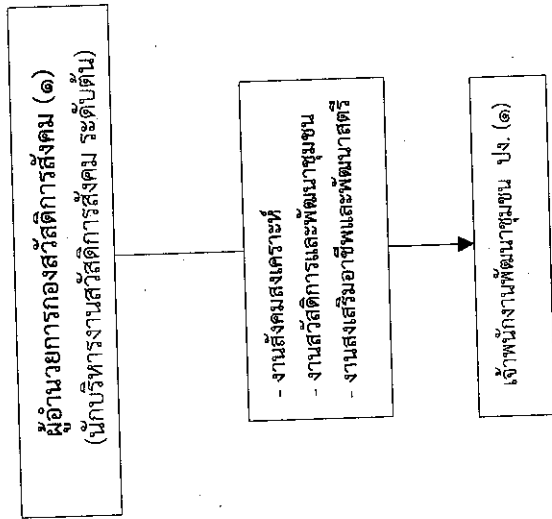 ผู้อำนวยการกองสวัสดิการสังคม (๑)
(นักบริหารงานสวัสดิการสังคม ระดับต้น)
- งานสังคมสงเคราะห์
- งานสวัสดิการและพัฒนาชุมชน
- งานส่งเสริมอาชีพและพัฒนาสตรี
เจ้าพนักงานพัฒนาชุมชน ปง. (๑)